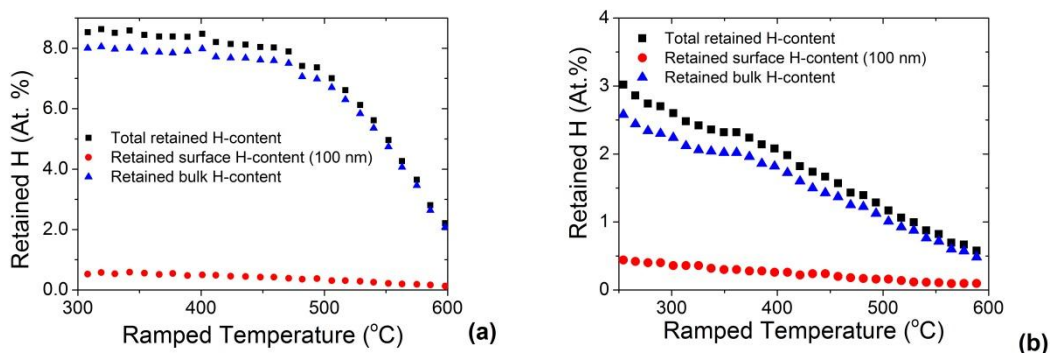 8.0
6.0
4.0
2.0
0.0
300
400
500
600
Retained H (At. %)
Total retained H-content
Retained surface H-content (100 nm)
Retained bulk H-content
Ramped Temperature (°C)
(a)
4
3
2
1
0
300
400
500
600
Retained H (At.%)
Total retained H-content
Retained surface H-content (100 nm)
Retained bulk H-content
Ramped Temperature (°C)
(b)